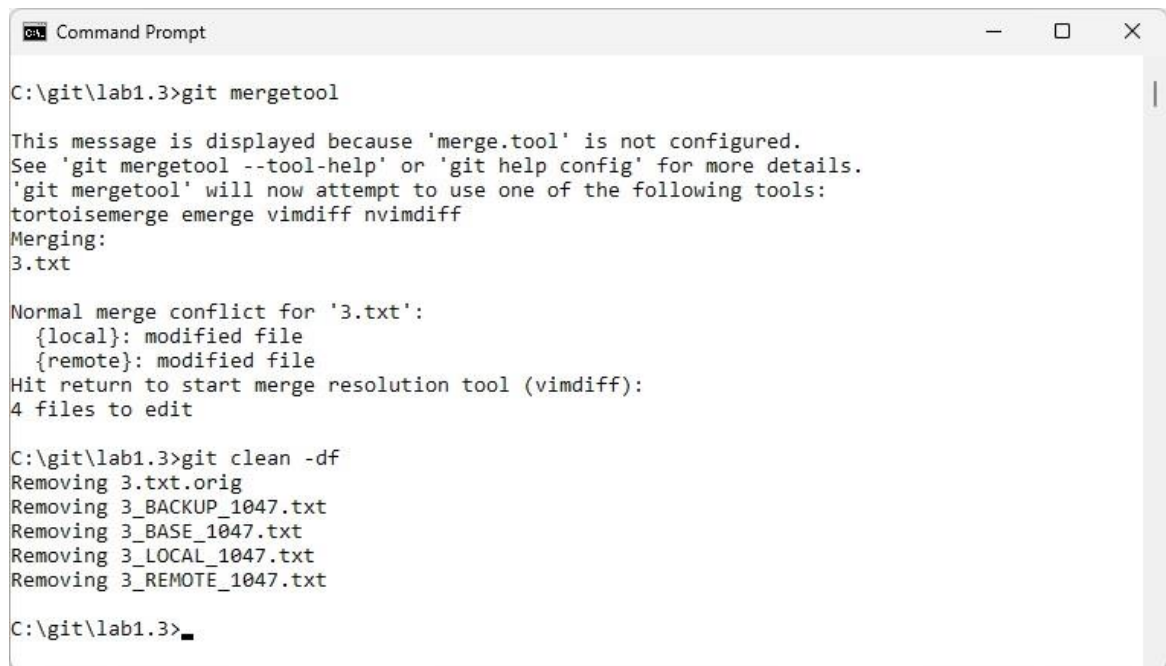 Command Prompt
C:\git\lab1.3>git mergetool
This message is displayed because 'merge.tool' is not configured.
See 'git mergetool --tool-help' or 'git help config' for more details.
'git mergetool' will now attempt to use one of the following tools:
tortoisemerge emerge vimdiff nvimdiff
Merging:
3.txt
Normal merge conflict for '3.txt':
  {local}: modified file
  {remote}: modified file
Hit return to start merge resolution tool (vimdiff):
4 files to edit
C:\git\lab1.3>git clean -df
Removing 3.txt.orig
Removing 3_BACKUP_1047.txt
Removing 3_BASE_1047.txt
Removing 3_LOCAL_1047.txt
Removing 3_REMOTE_1047.txt
C:\git\lab1.3>